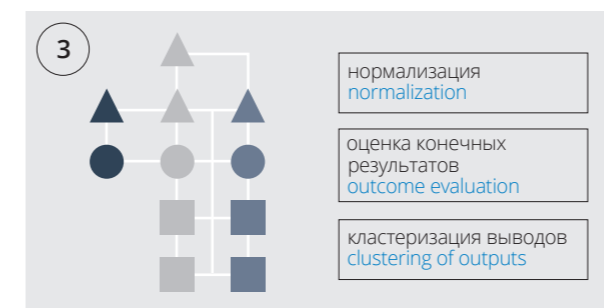 3
нормализация
normalization
оценка конечных
результатов
outcome evaluation
кластеризация выводов
clustering of outputs